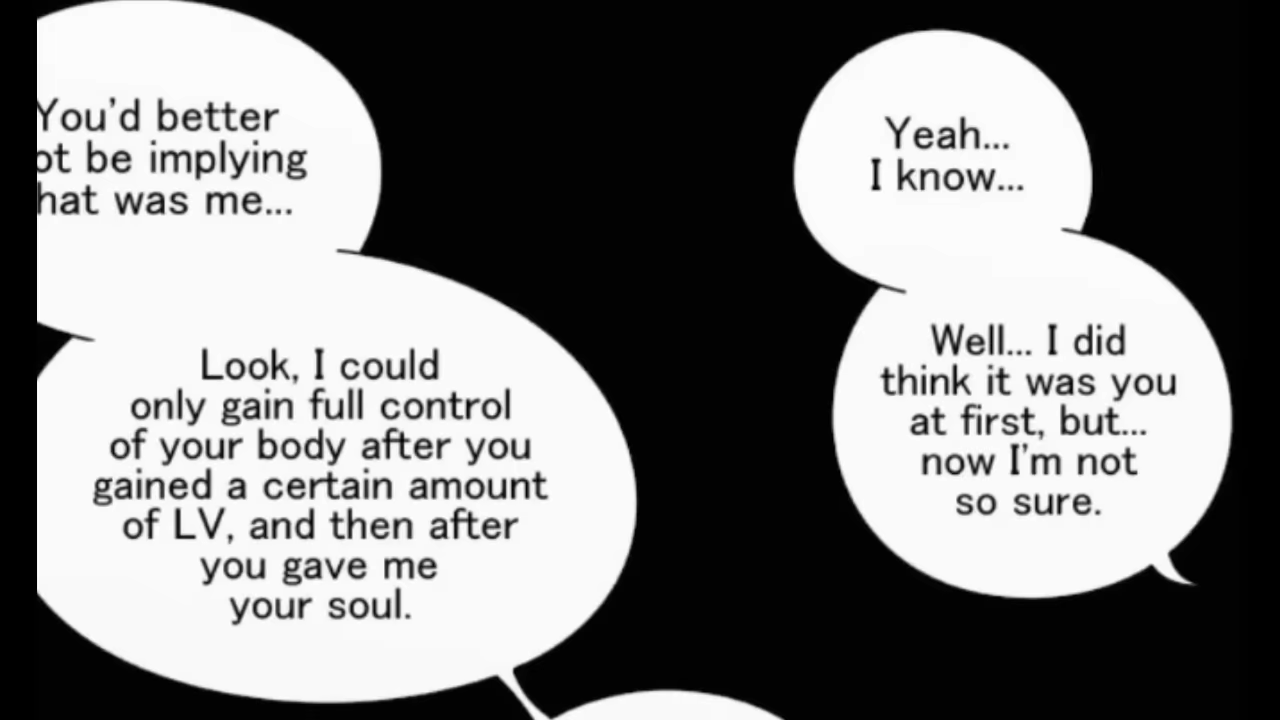 You'd better
ot be implying
hat was me...
Look, I could
only gain full control
of your body after you
gained a certain amount
of LV, and then after
you gave me
your soul.
Yeah...
I know...
Well... I did
think it was you
at first, but...
now I'm not
so sure.